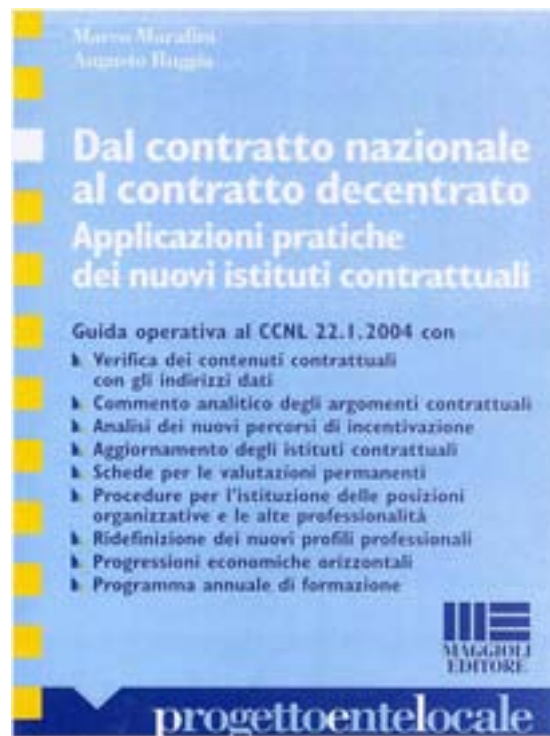 Marco Marafini
Augusto Ruggia
Dal contratto nazionale
al contratto decentrato
Applicazioni pratiche
dei nuovi istituti contrattuali
Guida operativa al CCNL 22.1.2004 con
Verifica dei contenuti contrattuali
con gli indirizzi dati
Commento analitico degli argomenti contrattuali
Analisi dei nuovi percorsi di incentivazione
Aggiornamento degli istituti contrattuali
Schede per le valutazioni permanenti
Procedure per l'istituzione delle posizioni
organizzative e le alte professionalità
Ridefinizione dei nuovi profili professionali
Progressioni economiche orizzontali
Programma annuale di formazione
MAGGIOLI
EDITORE
progettoentelocale